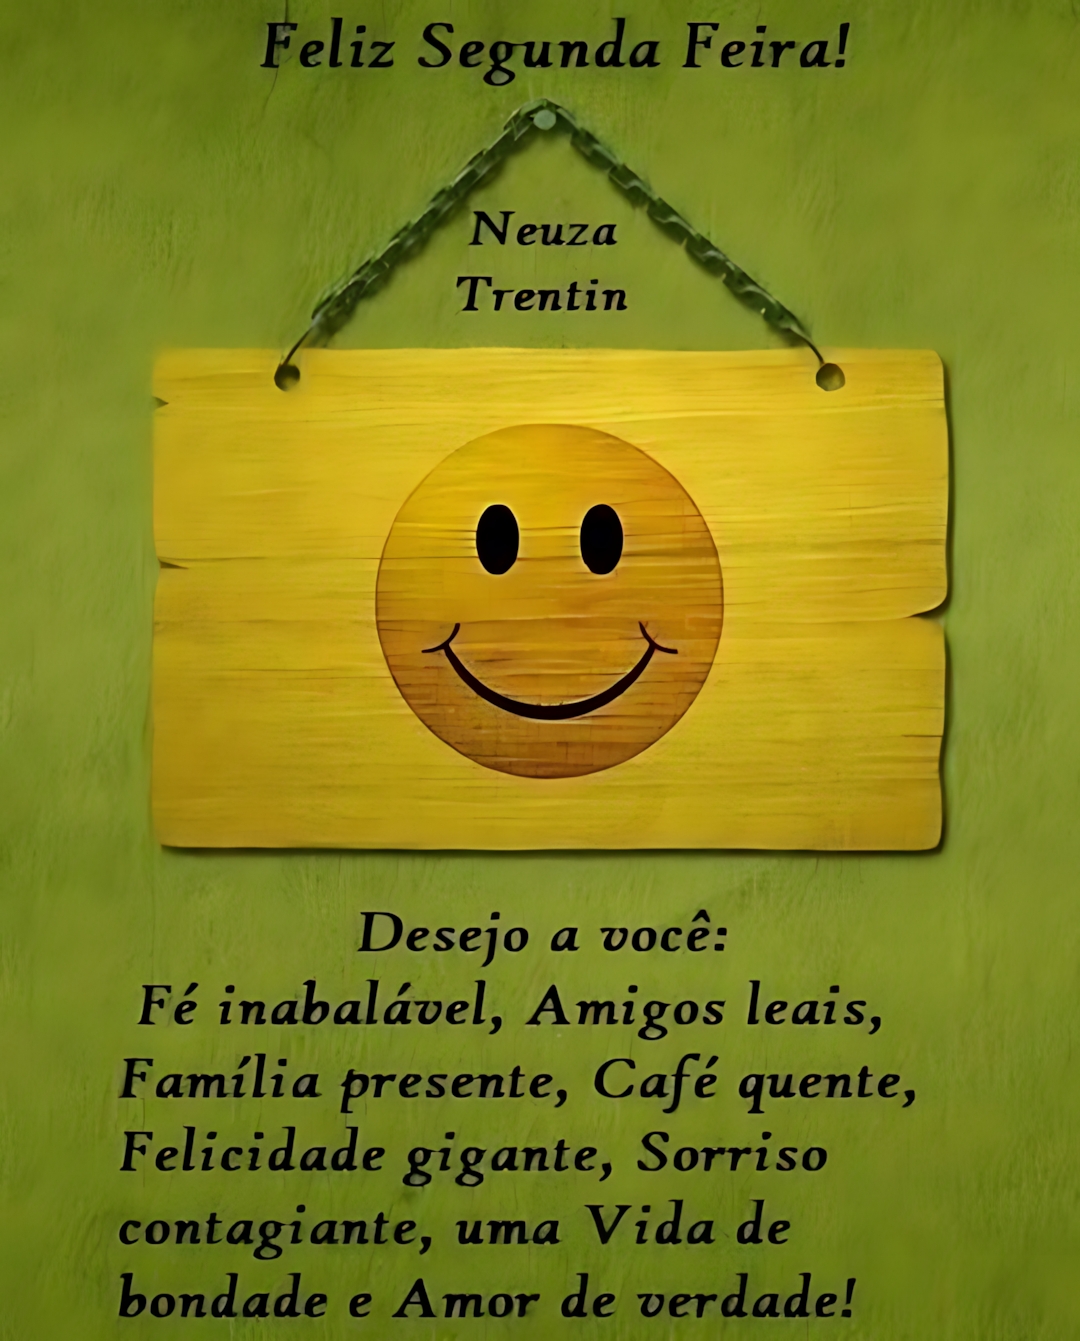 Feliz Segunda Feira!
Neuza
Trentin
Desejo a você:
Fé inabalável, Amigos leais,
Família presente, Café quente,
Felicidade gigante, Sorriso
contagiante, uma Vida de
bondade e Amor de verdade!